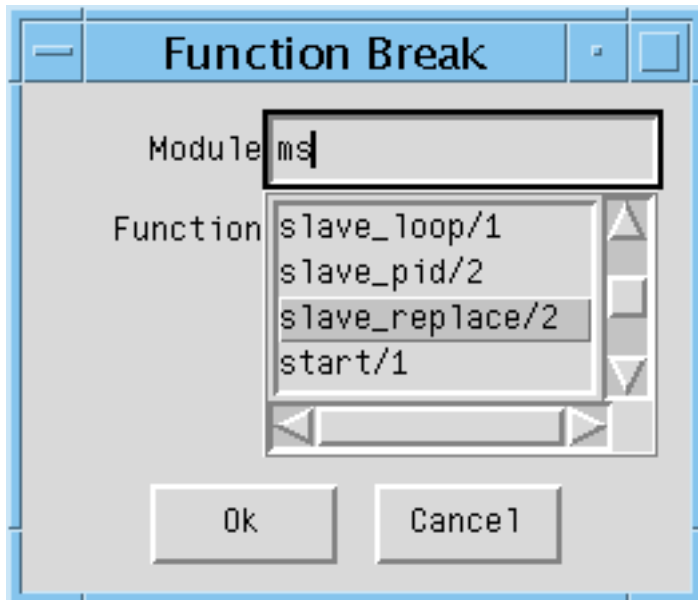 Function Break
Module ms
Function
slave_loop/1
slave_pid/2
slave_replace/2
start/1
Ok Cancel